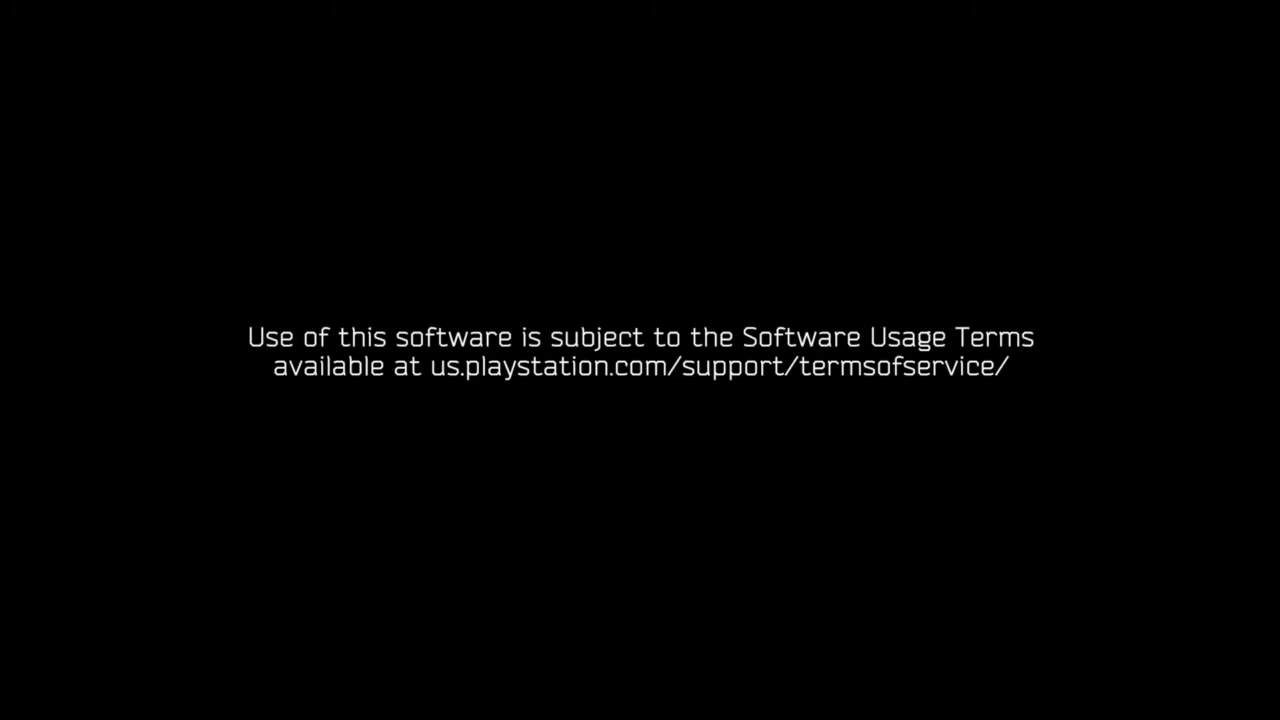 Use of this software is subject to the Software Usage Terms
available at us.playstation.com/support/termsofservice/